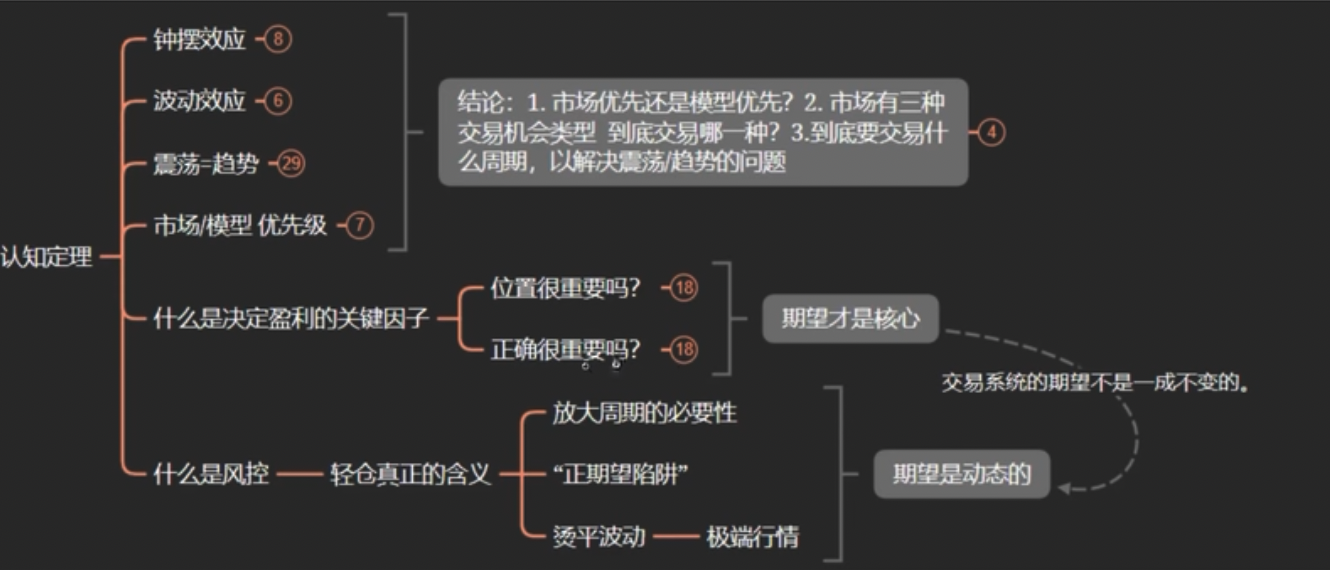 钟摆效应 8
波动效应 6
震荡=趋势 29
市场/模型 优先级 7
结论：1. 市场优先还是模型优先？2. 市场有三种
交易机会类型 到底交易哪一种？3.到底要交易什
么周期，以解决震荡/趋势的问题
4
认知定理
什么是决定盈利的关键因子
位置很重要吗？ 18
正确很重要吗？ 18
期望才是核心
交易系统的期望不是一成不变的。
什么是风控
轻仓真正的含义
放大周期的必要性
“正期望陷阱”
烫平波动
极端行情
期望是动态的